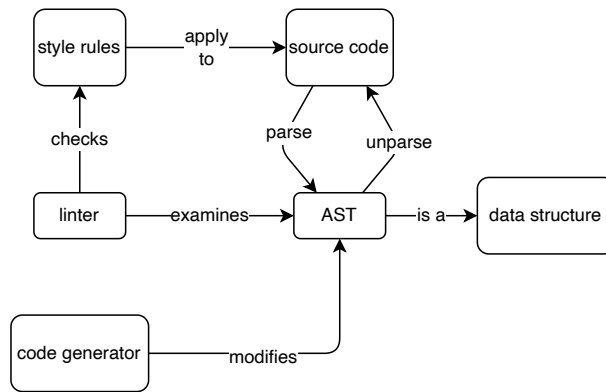 style rules
apply
to
source code
checks
parse
unparse
linter
examines
AST
is a
data structure
code generator
modifies